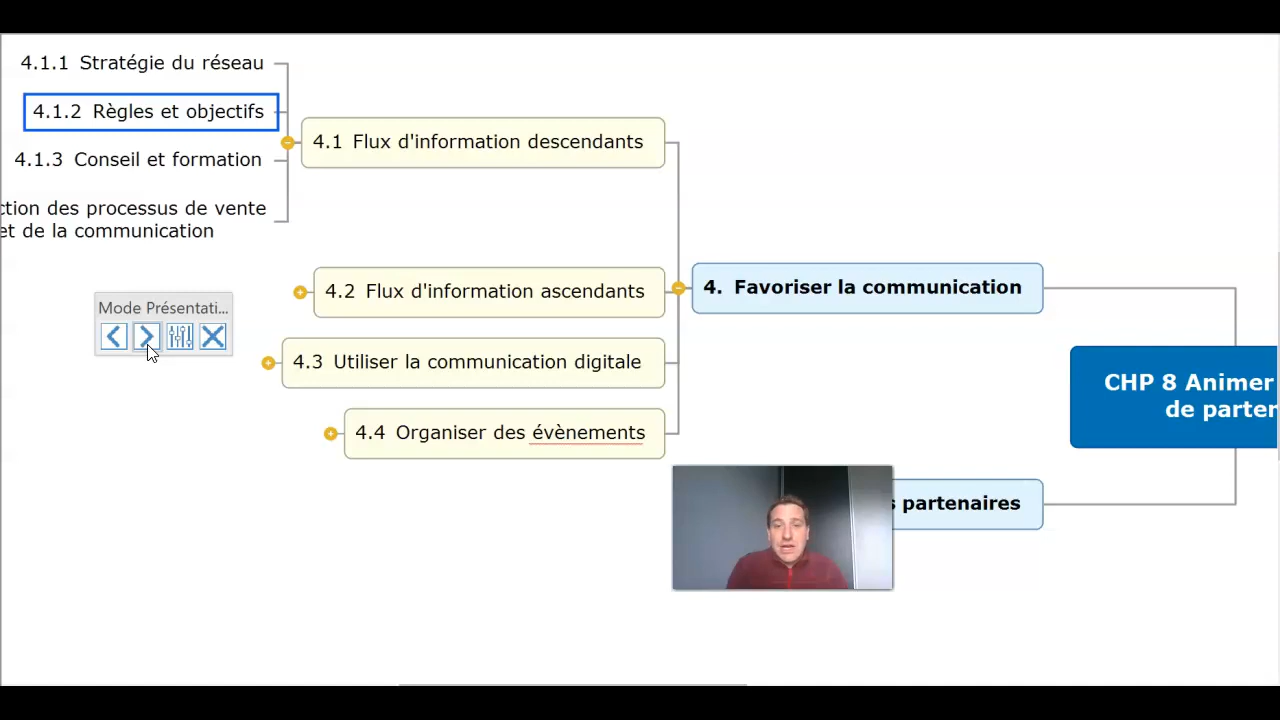 4.1.1 Stratégie du réseau
4.1.2 Règles et objectifs
4.1.3 Conseil et formation
des processus de vente
et de la communication
4.1 Flux d'information descendants
4.2 Flux d'information ascendants
4.3 Utiliser la communication digitale
4.4 Organiser des évènements
4. Favoriser la communication
partenaires
CHP 8 Animer
de
Mode Présentati...